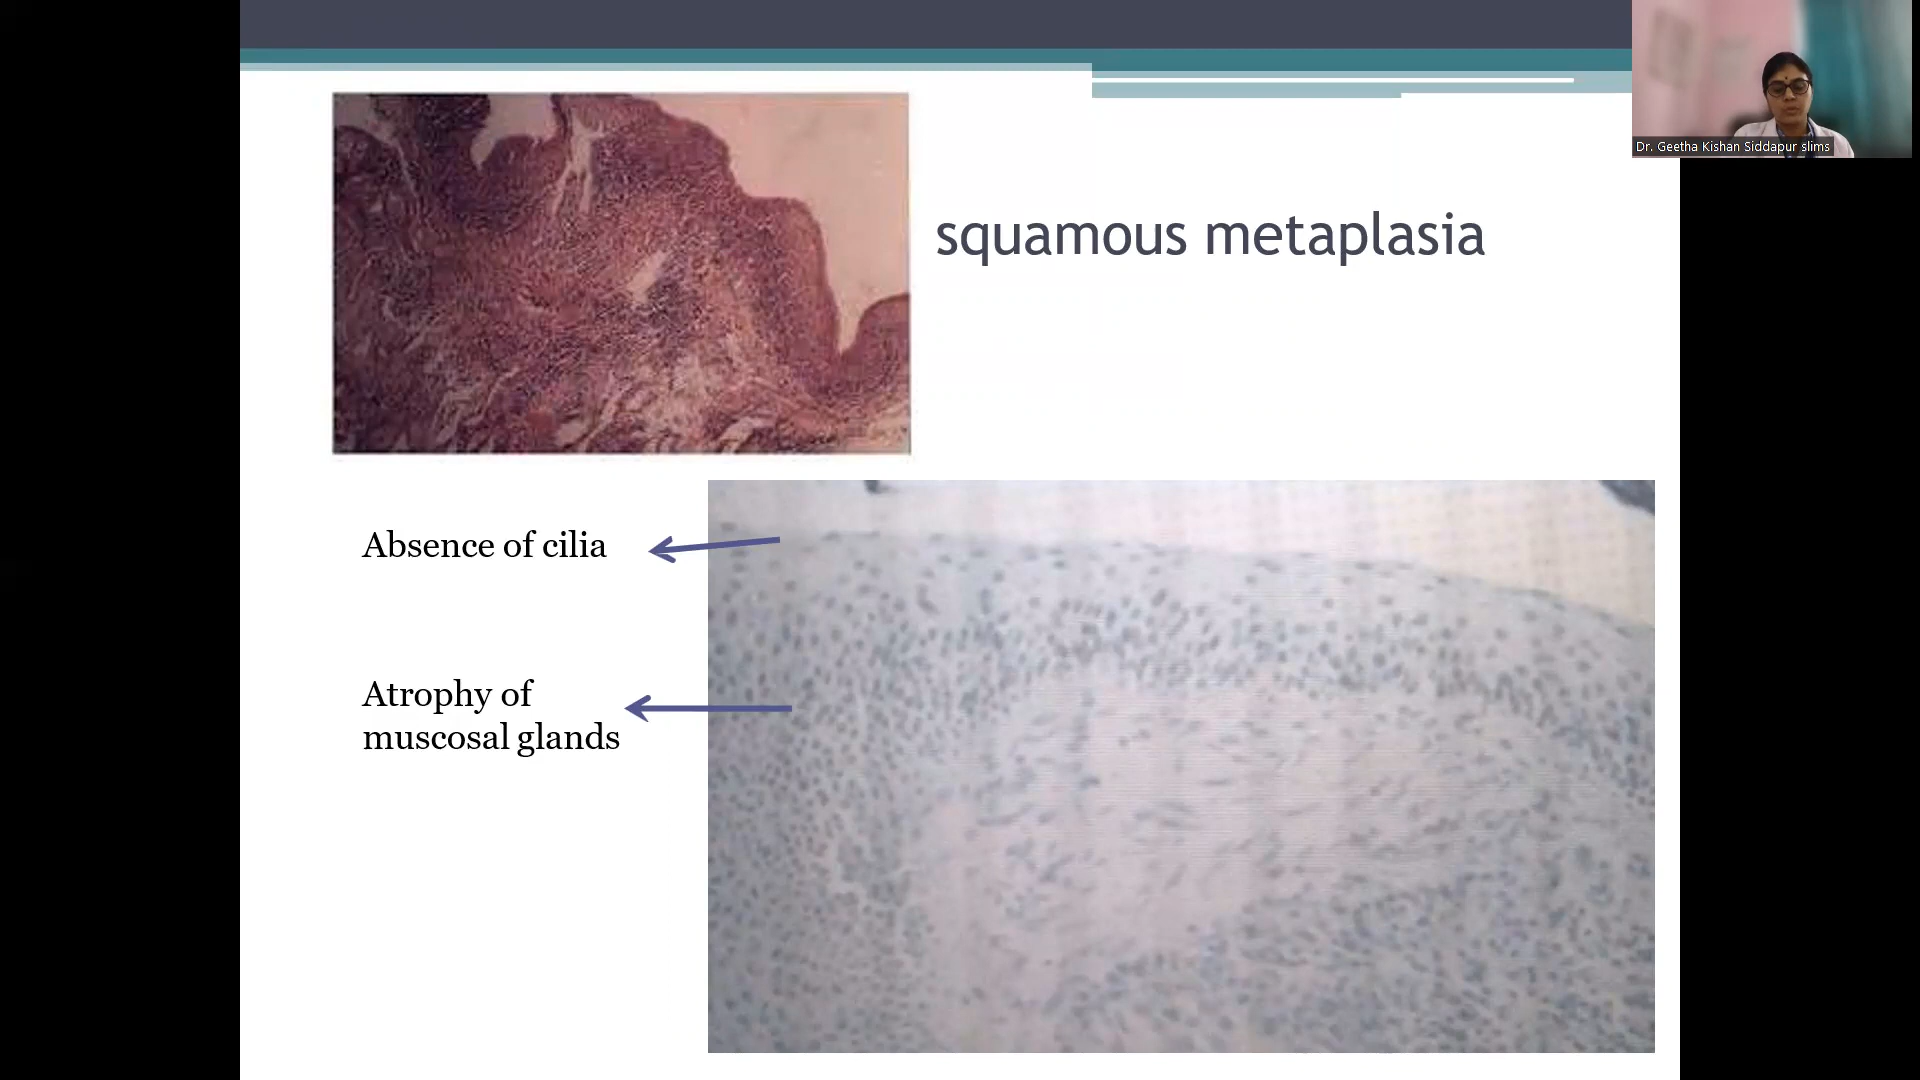 Dr. Geetha Kishan Siddapur slims
squamous metaplasia
Absence of cilia
Atrophy of
muscosal glands